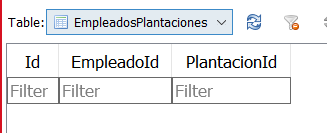 Table: EmpleadosPlantaciones
Id EmpleadoId PlantacionId
Filter Filter Filter